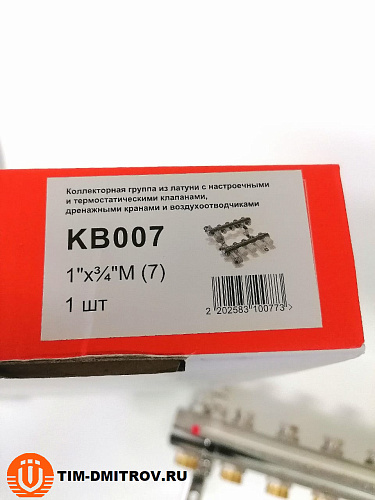 Коллекторная группа из латуни с настроечными
и термостатическими клапанами,
дренажными кранами и воздухоотводчиками
KB007
1"x¾"M (7)
1 шт
2 202583 100773 >
TIM-DMITROV.RU